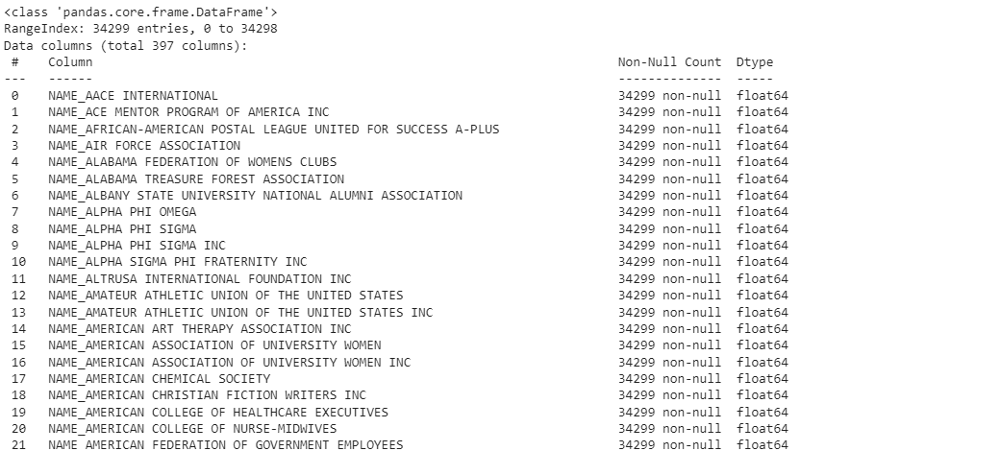 <class 'pandas.core.frame.DataFrame'>
RangeIndex: 34299 entries, 0 to 34298
Data columns (total 397 columns):
 #   Column                                                                       Non-Null Count  Dtype
---  ------                                                                       --------------  -----
 0   NAME_AACE INTERNATIONAL                                                      34299 non-null  float64
 1   NAME_ACE MENTOR PROGRAM OF AMERICA INC                                       34299 non-null  float64
 2   NAME_AFRICAN-AMERICAN POSTAL LEAGUE UNITED FOR SUCCESS A-PLUS                34299 non-null  float64
 3   NAME_AIR FORCE ASSOCIATION                                                   34299 non-null  float64
 4   NAME_ALABAMA FEDERATION OF WOMENS CLUBS                                      34299 non-null  float64
 5   NAME_ALABAMA TREASURE FOREST ASSOCIATION                                     34299 non-null  float64
 6   NAME_ALBANY STATE UNIVERSITY NATIONAL ALUMNI ASSOCIATION                     34299 non-null  float64
 7   NAME_ALPHA PHI OMEGA                                                         34299 non-null  float64
 8   NAME_ALPHA PHI SIGMA                                                         34299 non-null  float64
 9   NAME_ALPHA PHI SIGMA INC                                                     34299 non-null  float64
 10  NAME_ALPHA SIGMA PHI FRATERNITY INC                                          34299 non-null  float64
 11  NAME_ALTRUSA INTERNATIONAL FOUNDATION INC                                    34299 non-null  float64
 12  NAME_AMATEUR ATHLETIC UNION OF THE UNITED STATES                             34299 non-null  float64
 13  NAME_AMATEUR ATHLETIC UNION OF THE UNITED STATES INC                         34299 non-null  float64
 14  NAME_AMERICAN ART THERAPY ASSOCIATION INC                                    34299 non-null  float64
 15  NAME_AMERICAN ASSOCIATION OF UNIVERSITY WOMEN                                34299 non-null  float64
 16  NAME_AMERICAN ASSOCIATION OF UNIVERSITY WOMEN INC                            34299 non-null  float64
 17  NAME_AMERICAN CHEMICAL SOCIETY                                               34299 non-null  float64
 18  NAME_AMERICAN CHRISTIAN FICTION WRITERS INC                                  34299 non-null  float64
 19  NAME_AMERICAN COLLEGE OF HEALTHCARE EXECUTIVES                               34299 non-null  float64
 20  NAME_AMERICAN COLLEGE OF NURSE-MIDWIVES                                      34299 non-null  float64
 21  NAME_AMERICAN FEDERATION OF GOVERNMENT EMPLOYEES                             34299 non-null  float64